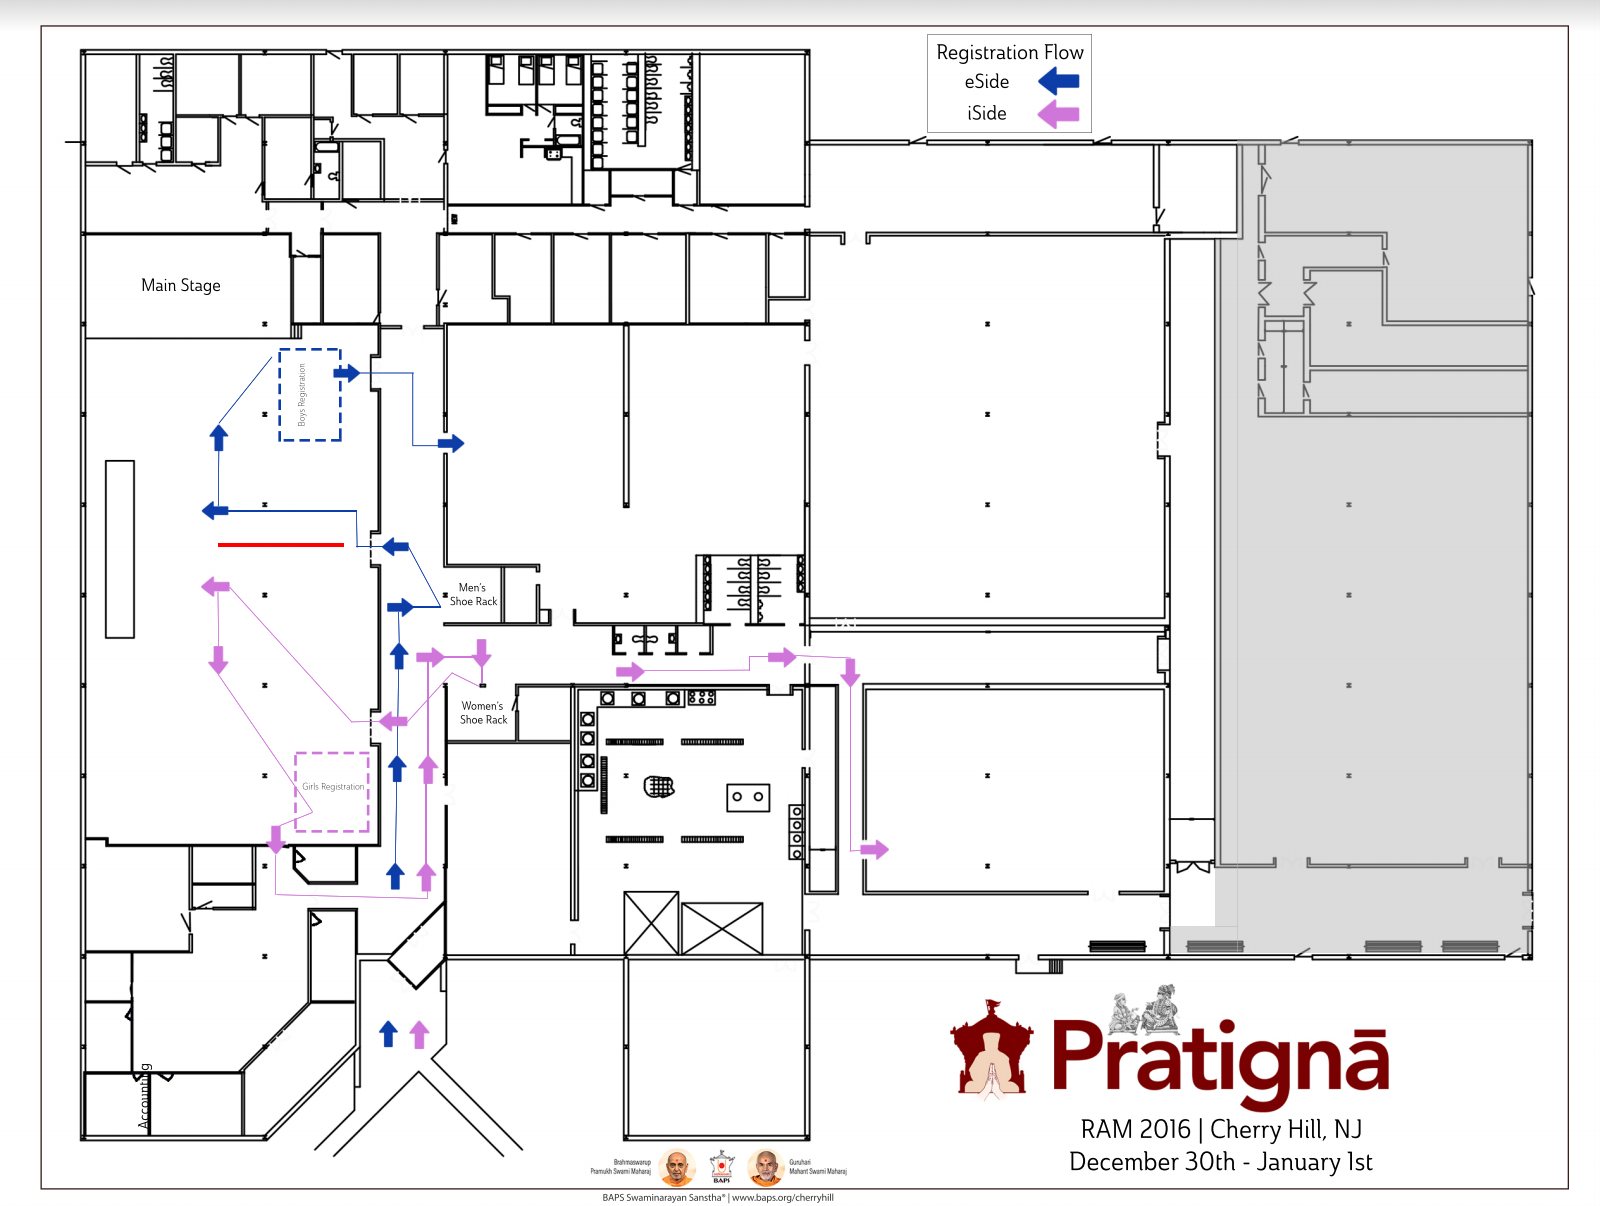 Registration Flow
eSide
iSide
Main Stage
Boys Registration
Men's
Shoe Rack
Women's
Shoe Rack
Girls Registration
Accounting
Pratignā
RAM 2016 | Cherry Hill, NJ
December 30th - January 1st
Brahmaswarup
Pramukh Swami Maharaj
BAPS
Guruhari
Mahant Swami Maharaj
BAPS Swaminarayan Sanstha® | www.baps.org/cherryhill